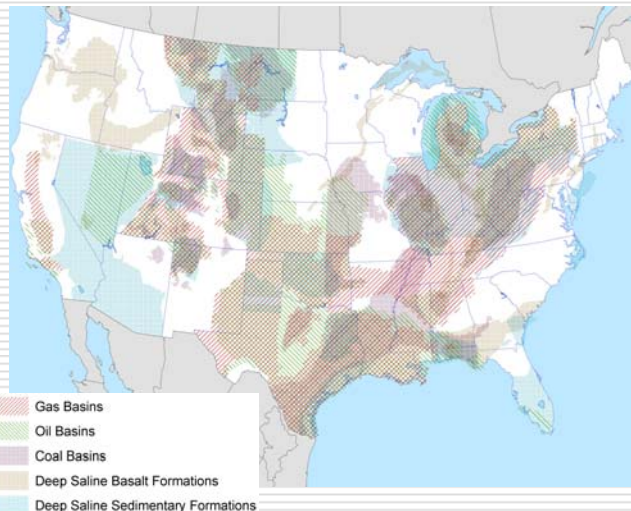 Gas Basins
Oil Basins
Coal Basins
Deep Saline Basalt Formations
Deep Saline Sedimentary Formations